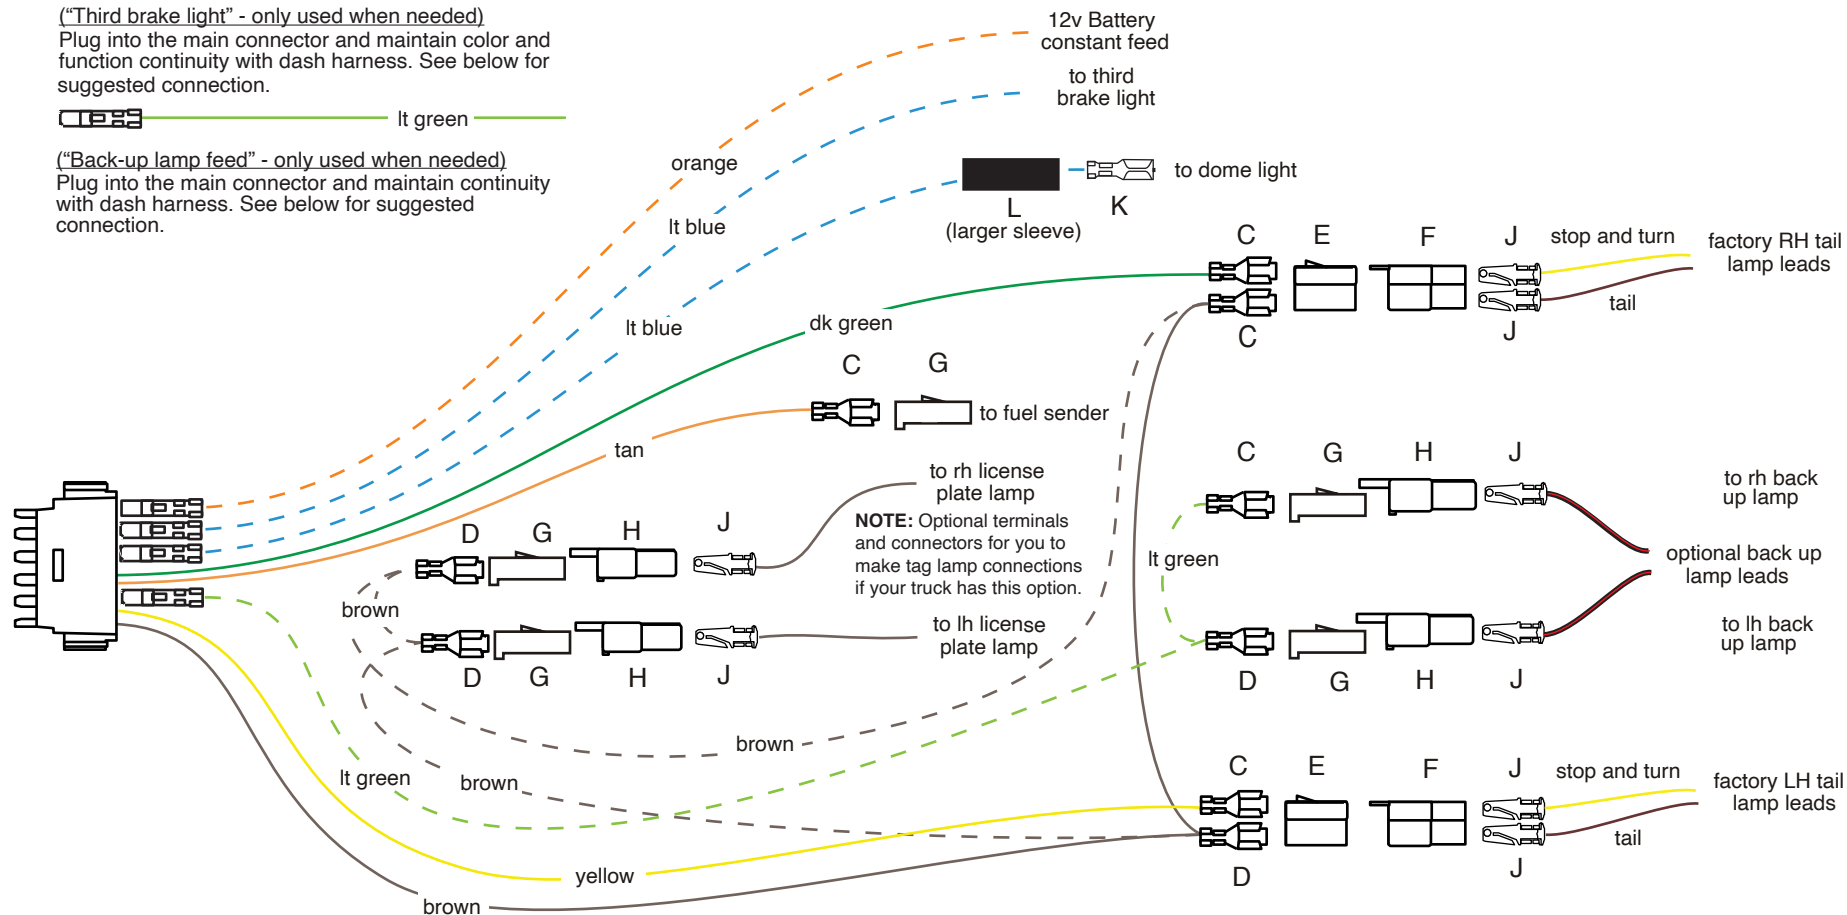 ("Third brake light" - only used when needed)
Plug into the main connector and maintain color and
function continuity with dash harness. See below for
suggested connection.
lt green
("Back-up lamp feed" - only used when needed)
Plug into the main connector and maintain continuity
with dash harness. See below for suggested
connection.
12v Battery
constant feed
to third
brake light
orange
lt blue
lt blue
L
(larger sleeve)
K
to dome light
dk green
C
E
F
J
stop and turn
factory RH tail
lamp leads
tail
C
J
C
G
to fuel sender
tan
to rh license
plate lamp
NOTE: Optional terminals
and connectors for you to
make tag lamp connections
if your truck has this option.
D
G
H
J
brown
to lh license
plate lamp
D
G
H
J
C
G
H
J
to rh back
up lamp
lt green
optional back up
lamp leads
to lh back
up lamp
D
G
H
J
brown
brown
lt green
C
E
F
J
stop and turn
factory LH tail
lamp leads
tail
D
J
yellow
brown